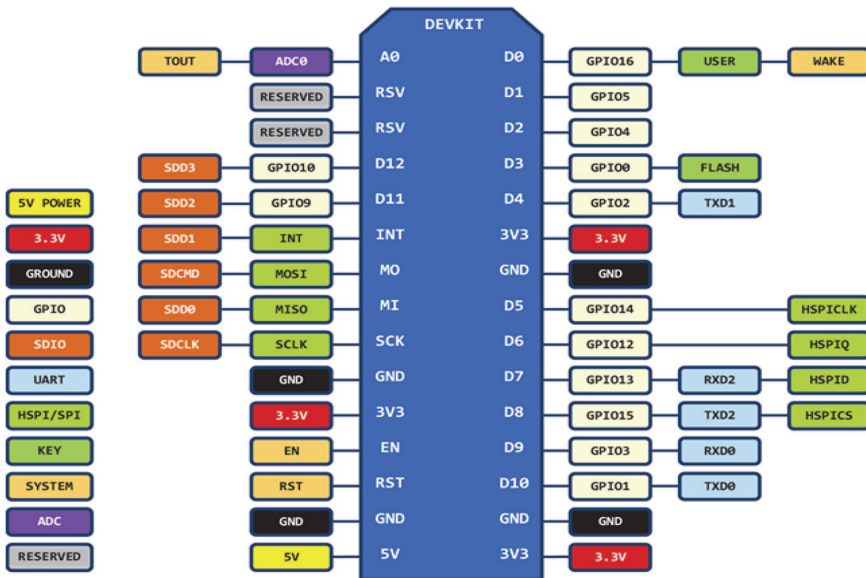 DEVKIT
TOUT ADC0 A0 D0 GPIO16 USER WAKE
RESERVED RSV D1 GPIO5
RESERVED RSV D2 GPIO4
SDD3 GPIO10 D12 D3 GPIO0 FLASH
5V POWER SDD2 GPIO9 D11 D4 GPIO2 TXD1
3.3V SDD1 INT INT 3V3 3.3V
GROUND SDCMD MOSI MO GND GND
GPIO SDD0 MISO MI D5 GPIO14 HSPICLK
SDIO SDCLK SCLK SCK D6 GPIO12 HSPIQ
UART GND GND D7 GPIO13 RXD2 HSPID
HSPI/SPI 3.3V 3V3 D8 GPIO15 TXD2 HSPICS
KEY EN EN D9 GPIO3 RXD0
SYSTEM RST RST D10 GPIO1 TXD0
ADC GND GND GND GND
RESERVED 5V 5V 3V3 3.3V